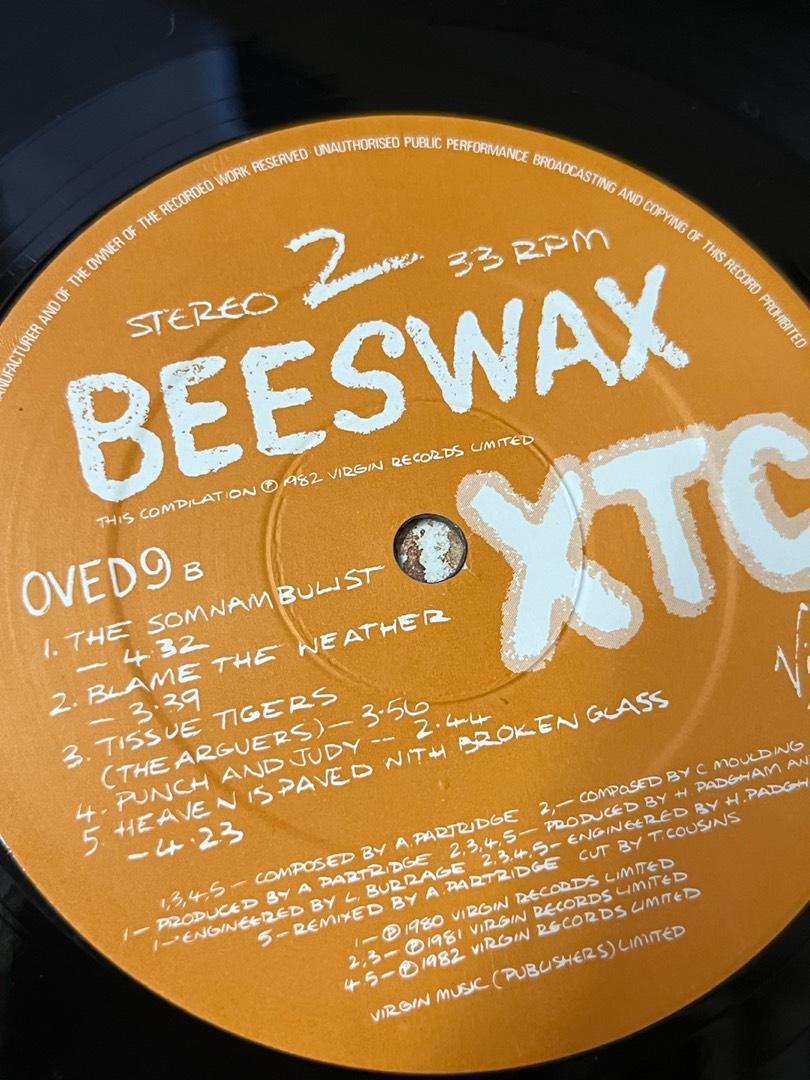 ANUFACTURER AND OF THE OWNER OF THE RECORDED WORK RESERVED UNAUTHORISED PUBLIC PERFORMANCE BROADCASTING AND COPYING OF THIS RECORD PROHIBITED
STEREO 2 33 RPM
BEESWAX
THIS COMPILATION ℗ 1982 VIRGIN RECORDS LIMITED
XTC
OVED9 B
1. THE SOMNAMBULIST
— 4.32
2. BLAME THE WEATHER
— 3.39
3. TISSUE TIGERS
(THE ARGUERS) — 3.56
4. PUNCH AND JUDY — 2.44
5. HEAVEN IS PAVED WITH BROKEN GLASS
— 4.23
Vi
1,3,4,5 — COMPOSED BY A.PARTRIDGE 2,— COMPOSED BY C MOULDING
1 — PRODUCED BY A PARTRIDGE 2,3,4,5 — PRODUCED BY H PADGHAM AN
1 — ENGINEERED BY L. BURRAGE 2,3,4,5 — ENGINEERED BY H.PADGH
5 — REMIXED BY A.PARTRIDGE CUT BY T.COUSINS
1 — ℗ 1980 VIRGIN RECORDS LIMITED
2,3 — ℗ 1981 VIRGIN RECORDS LIMITED
4 5 — ℗ 1982 VIRGIN RECORDS LIMITED
VIRGIN MUSIC (PUBLISHERS) LIMITED